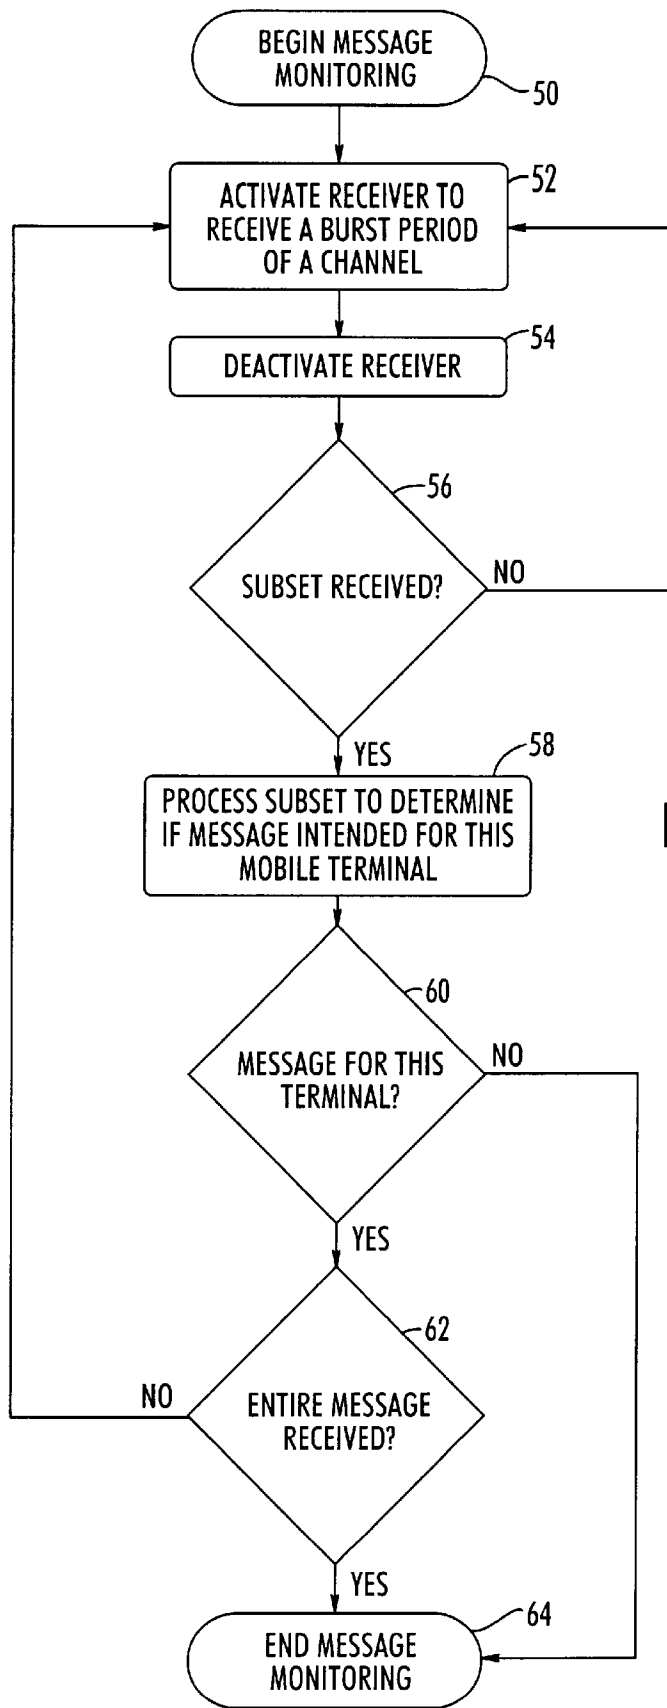 BEGIN MESSAGE
MONITORING
50
52
ACTIVATE RECEIVER TO
RECEIVE A BURST PERIOD
OF A CHANNEL
54
DEACTIVATE RECEIVER
56
SUBSET RECEIVED?
NO
YES
58
PROCESS SUBSET TO DETERMINE
IF MESSAGE INTENDED FOR THIS
MOBILE TERMINAL
60
MESSAGE FOR THIS
TERMINAL?
NO
YES
62
NO
ENTIRE MESSAGE
RECEIVED?
YES
64
END MESSAGE
MONITORING